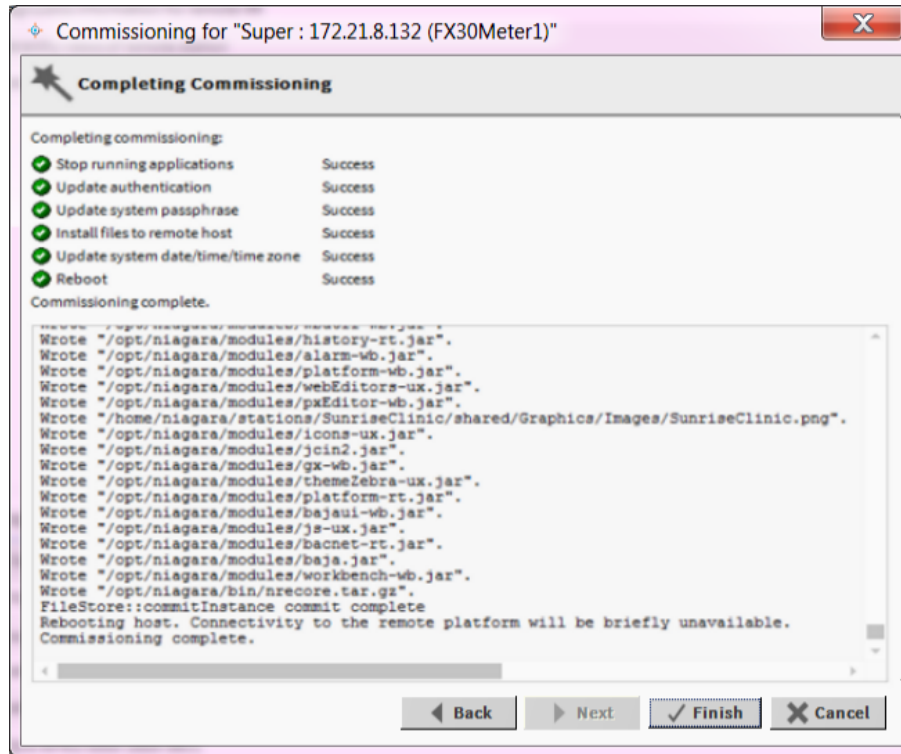 Commissioning for "Super : 172.21.8.132 (FX30Meter1)"
Completing Commissioning
Completing commissioning:
Stop running applications Success
Update authentication Success
Update system passphrase Success
Install files to remote host Success
Update system date/time/time zone Success
Reboot Success
Commissioning complete.
Wrote "/opt/niagara/modules/history-rt.jar".
Wrote "/opt/niagara/modules/alarm-wb.jar".
Wrote "/opt/niagara/modules/platform-wb.jar".
Wrote "/opt/niagara/modules/webEditors-ux.jar".
Wrote "/opt/niagara/modules/pxEditor-wb.jar".
Wrote "/home/niagara/stations/SunriseClinic/shared/Graphics/Images/SunriseClinic.png".
Wrote "/opt/niagara/modules/icons-ux.jar".
Wrote "/opt/niagara/modules/jcin2.jar".
Wrote "/opt/niagara/modules/gx-wb.jar".
Wrote "/opt/niagara/modules/themeZebra-ux.jar".
Wrote "/opt/niagara/modules/platform-rt.jar".
Wrote "/opt/niagara/modules/bajaui-wb.jar".
Wrote "/opt/niagara/modules/js-ux.jar".
Wrote "/opt/niagara/modules/bacnet-rt.jar".
Wrote "/opt/niagara/modules/baja.jar".
Wrote "/opt/niagara/modules/workbench-wb.jar".
Wrote "/opt/niagara/bin/nrecore.tar.gz".
FileStore::commitInstance commit complete
Rebooting host. Connectivity to the remote platform will be briefly unavailable.
Commissioning complete.
Back Next Finish Cancel